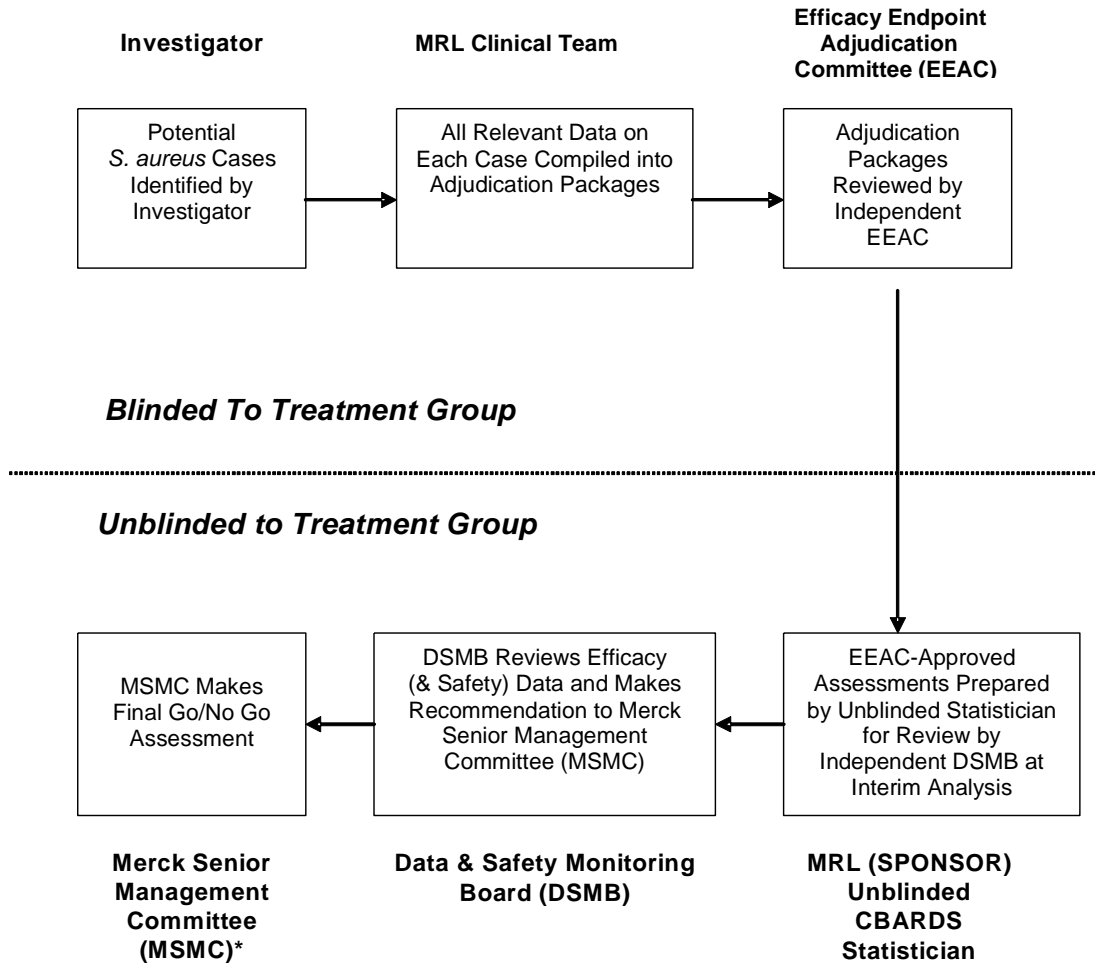 Investigator
MRL Clinical Team
Efficacy Endpoint
Adjudication
Committee (EEAC)
Potential
S. aureus Cases
Identified by
Investigator
All Relevant Data on
Each Case Compiled into
Adjudication Packages
Adjudication
Packages
Reviewed by
Independent
EEAC
Blinded To Treatment Group
Unblinded to Treatment Group
MSMC Makes
Final Go/No Go
Assessment
DSMB Reviews Efficacy
(& Safety) Data and Makes
Recommendation to Merck
Senior Management
Committee (MSMC)
EEAC-Approved
Assessments Prepared
by Unblinded Statistician
for Review by
Independent DSMB at
Interim Analysis
Merck Senior
Management
Committee
(MSMC)*
Data & Safety Monitoring
Board (DSMB)
MRL (SPONSOR)
Unblinded
CBARDS
Statistician